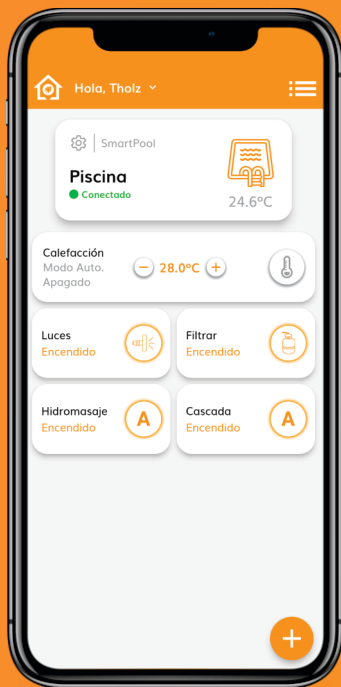 Hola, Tholz
SmartPool
Piscina
Conectado
24.6ºC
Calefacción
Modo Auto.
Apagado
− 28.0ºC +
Luces
Encendido
Filtrar
Encendido
Hidromasaje
Encendido
A
Cascada
Encendido
A
+